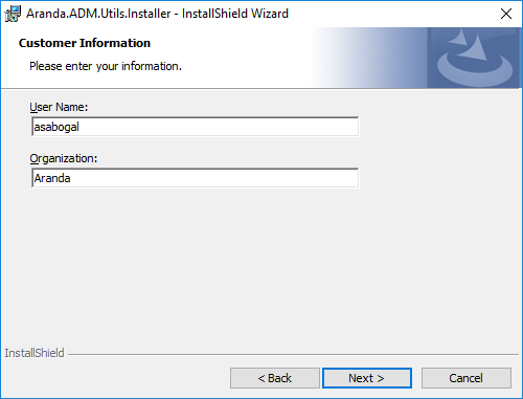 Aranda.ADM.Utils.Installer - InstallShield Wizard
Customer Information
Please enter your information.
User Name:
asabogal
Organization:
Aranda
InstallShield
< Back Next > Cancel